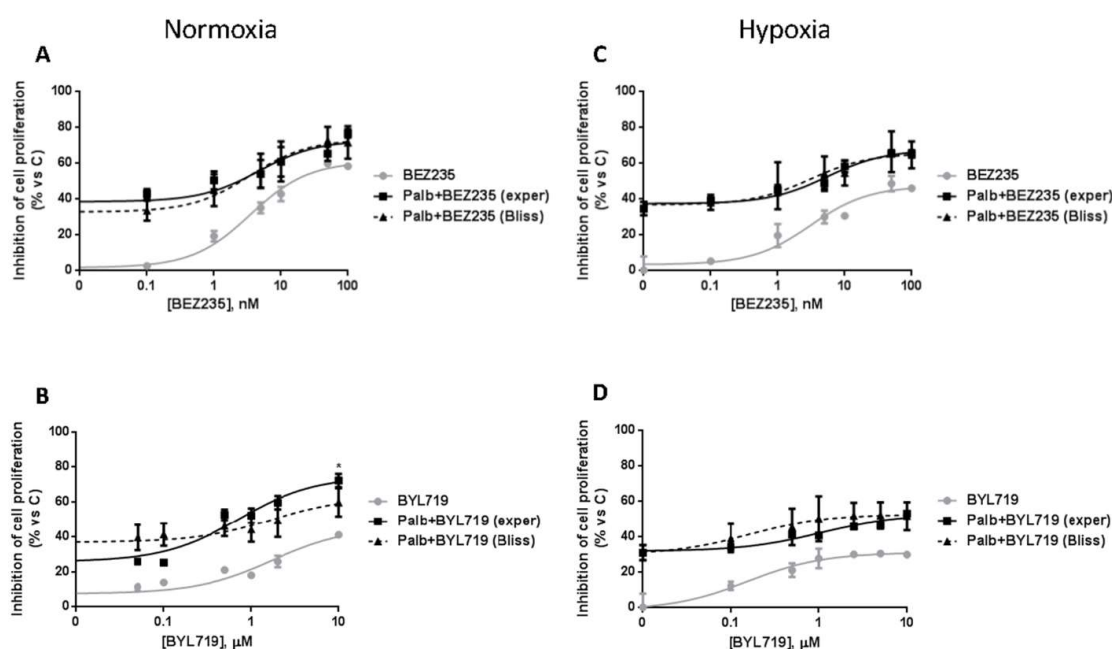 Normoxia
Hypoxia
A
Inhibition of cell proliferation
(% vs C)
100
80
60
40
20
0
0
0.1
1
10
100
[BEZ235], nM
BEZ235
Palb+BEZ235 (exper)
Palb+BEZ235 (Bliss)
C
Inhibition of cell proliferation
(% vs C)
100
80
60
40
20
0
0
0.1
1
10
100
[BEZ235], nM
BEZ235
Palb+BEZ235 (exper)
Palb+BEZ235 (Bliss)
B
Inhibition of cell proliferation
(% vs C)
100
80
60
40
20
0
*
0
0.1
1
10
[BYL719], μM
BYL719
Palb+BYL719 (exper)
Palb+BYL719 (Bliss)
D
Inhibition of cell proliferation
(% vs C)
100
80
60
40
20
0
0
0.1
1
10
[BYL719], μM
BYL719
Palb+BYL719 (exper)
Palb+BYL719 (Bliss)